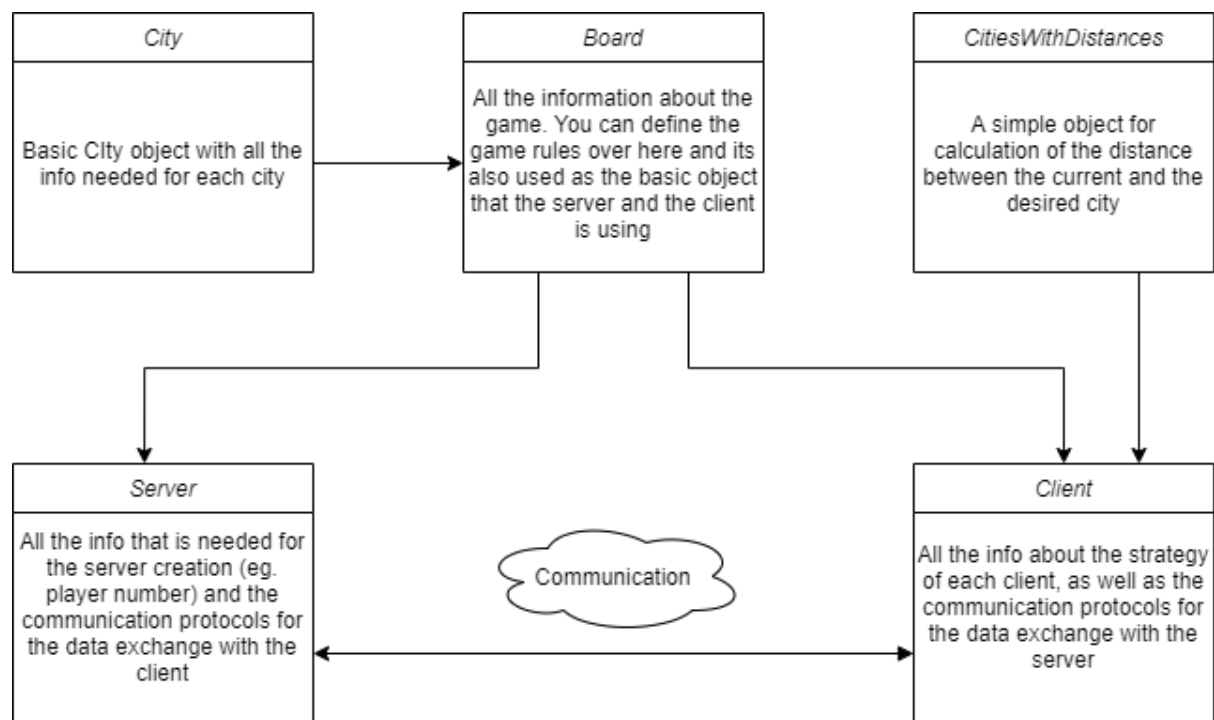 City
Basic CIty object with all the
info needed for each city
Board
All the information about the
game. You can define the
game rules over here and its
also used as the basic object
that the server and the client
is using
CitiesWithDistances
A simple object for
calculation of the distance
between the current and the
desired city
Server
All the info that is needed for
the server creation (eg.
player number) and the
communication protocols for
the data exchange with the
client
Communication
Client
All the info about the strategy
of each client, as well as the
communication protocols for
the data exchange with the
server